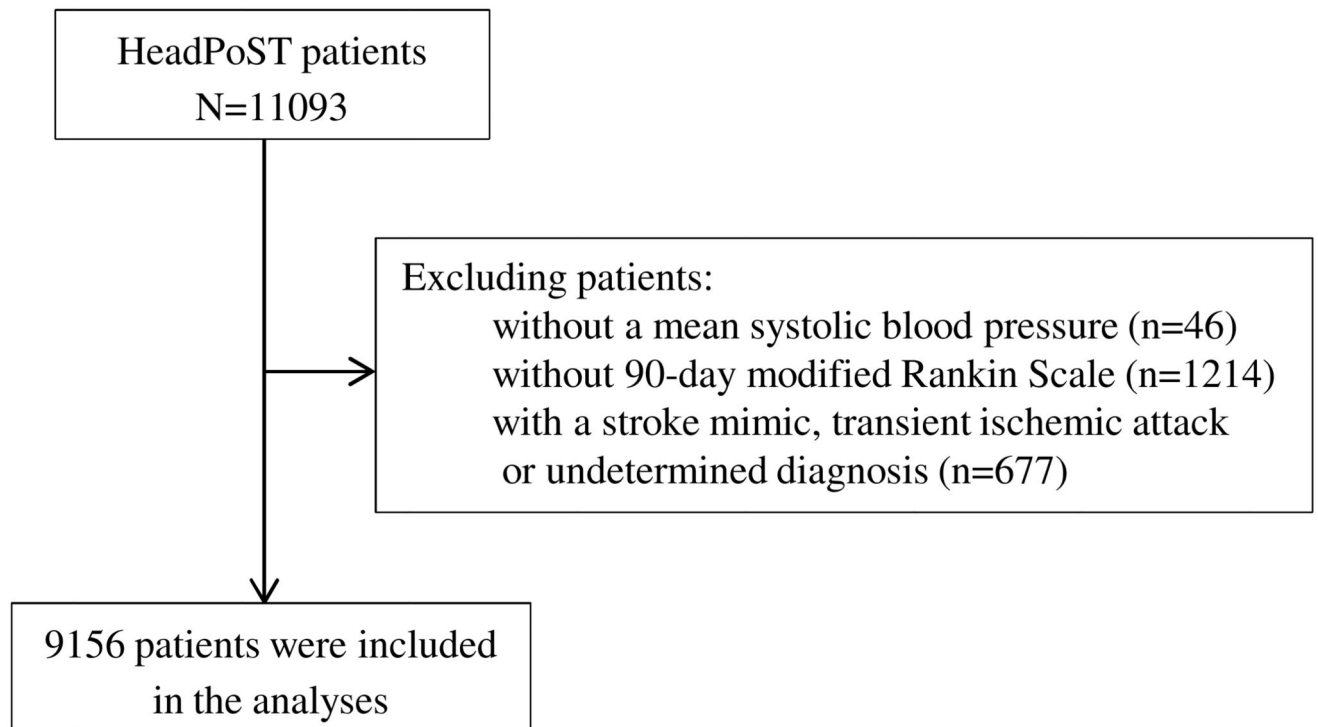 HeadPoST patients
N=11093
Excluding patients:
without a mean systolic blood pressure (n=46)
without 90-day modified Rankin Scale (n=1214)
with a stroke mimic, transient ischemic attack
or undetermined diagnosis (n=677)
9156 patients were included
in the analyses